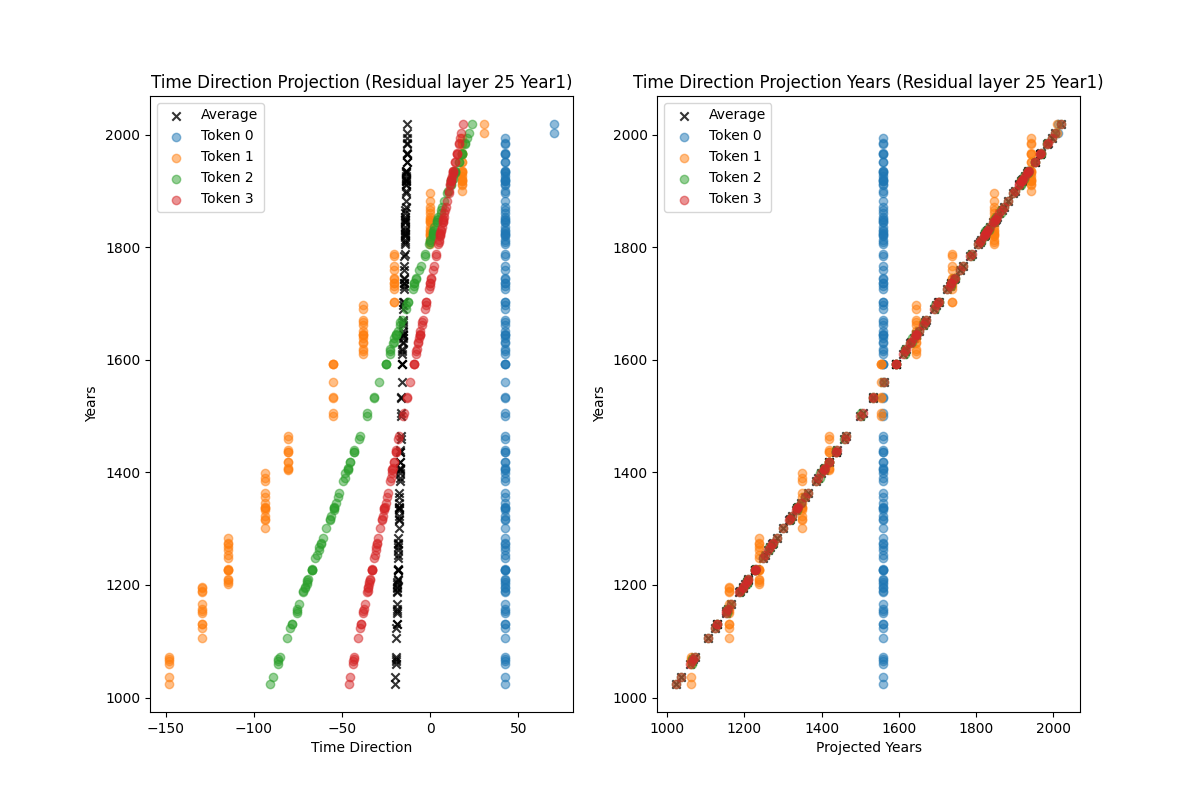 Time Direction Projection (Residual layer 25 Year1)
Average
Token 0
Token 1
Token 2
Token 3
2000
1800
1600
1400
1200
1000
Years
−150
−100
−50
0
50
Time Direction
Time Direction Projection Years (Residual layer 25 Year1)
Average
Token 0
Token 1
Token 2
Token 3
2000
1800
1600
1400
1200
1000
Years
1000
1200
1400
1600
1800
2000
Projected Years